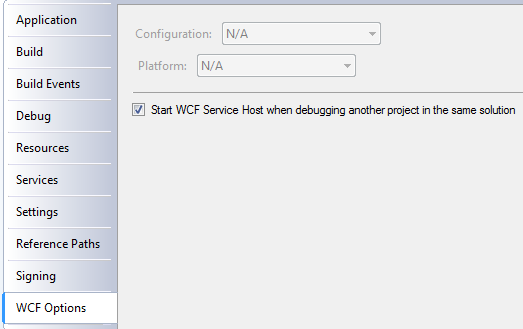 Application
Build
Build Events
Debug
Resources
Services
Settings
Reference Paths
Signing
WCF Options
Configuration: N/A
Platform: N/A
Start WCF Service Host when debugging another project in the same solution